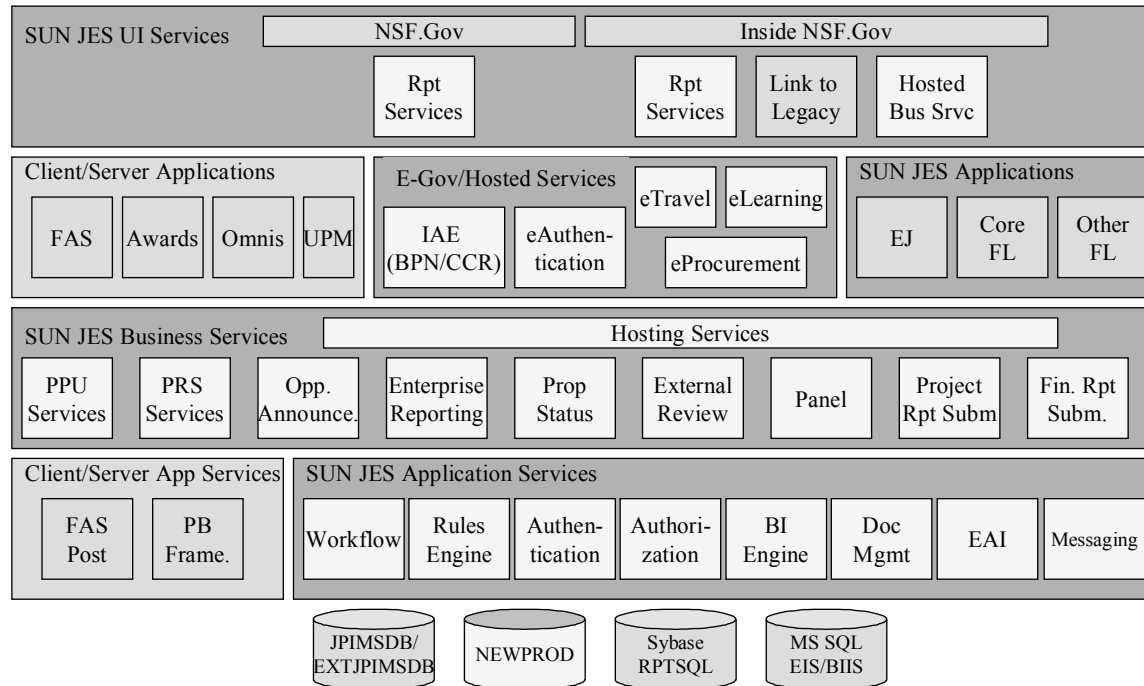 SUN JES UI Services
NSF.Gov
Inside NSF.Gov
Rpt
Services
Rpt
Services
Link to
Legacy
Hosted
Bus Srvc
Client/Server Applications
FAS
Awards
Omnis
UPM
E-Gov/Hosted Services
IAE
(BPN/CCR)
eAuthen-
tication
eTravel
eLearning
eProcurement
SUN JES Applications
EJ
Core
FL
Other
FL
SUN JES Business Services
Hosting Services
PPU
Services
PRS
Services
Opp.
Announce.
Enterprise
Reporting
Prop
Status
External
Review
Panel
Project
Rpt Subm
Fin. Rpt
Subm.
Client/Server App Services
FAS
Post
PB
Frame.
SUN JES Application Services
Workflow
Rules
Engine
Authen-
tication
Authori-
zation
BI
Engine
Doc
Mgmt
EAI
Messaging
JPIMSDB/
EXTJPIMSDB
NEWPROD
Sybase
RPTSQL
MS SQL
EIS/BIIS